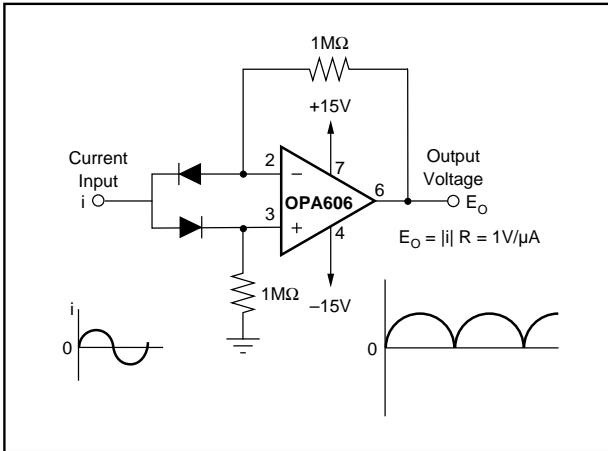 1MΩ
+15V
Current
Input
i
2
7
–
OPA606
6
3
+
4
Output
Voltage
E_O
E_O = |i| R = 1V/µA
1MΩ
–15V
i
0
0